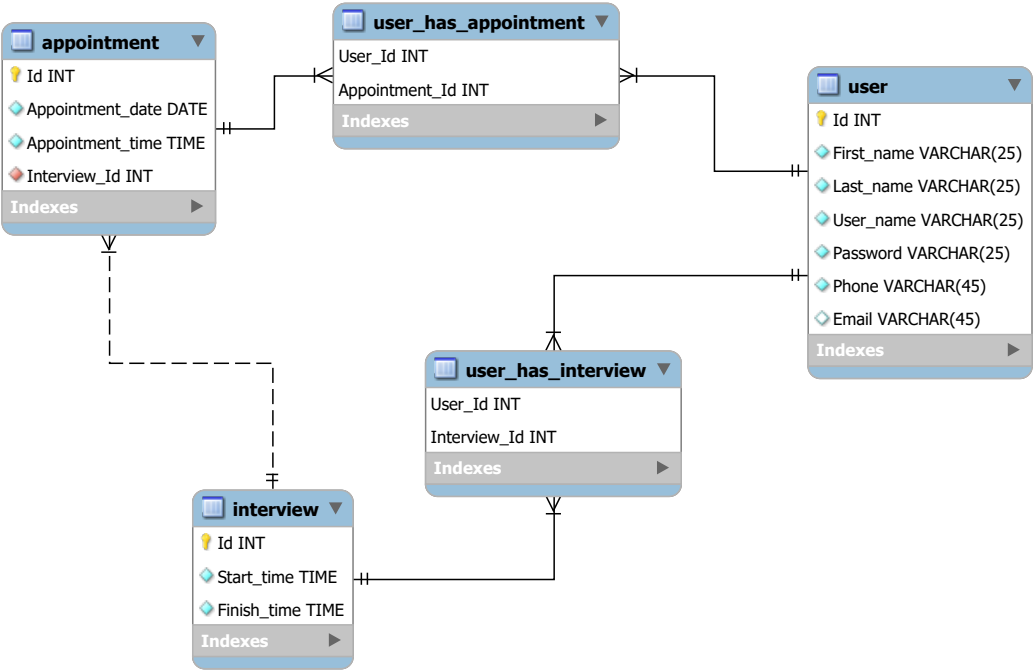 appointment
Id INT
Appointment_date DATE
Appointment_time TIME
Interview_Id INT
Indexes
user_has_appointment
User_Id INT
Appointment_Id INT
Indexes
user
Id INT
First_name VARCHAR(25)
Last_name VARCHAR(25)
User_name VARCHAR(25)
Password VARCHAR(25)
Phone VARCHAR(45)
Email VARCHAR(45)
Indexes
user_has_interview
User_Id INT
Interview_Id INT
Indexes
interview
Id INT
Start_time TIME
Finish_time TIME
Indexes